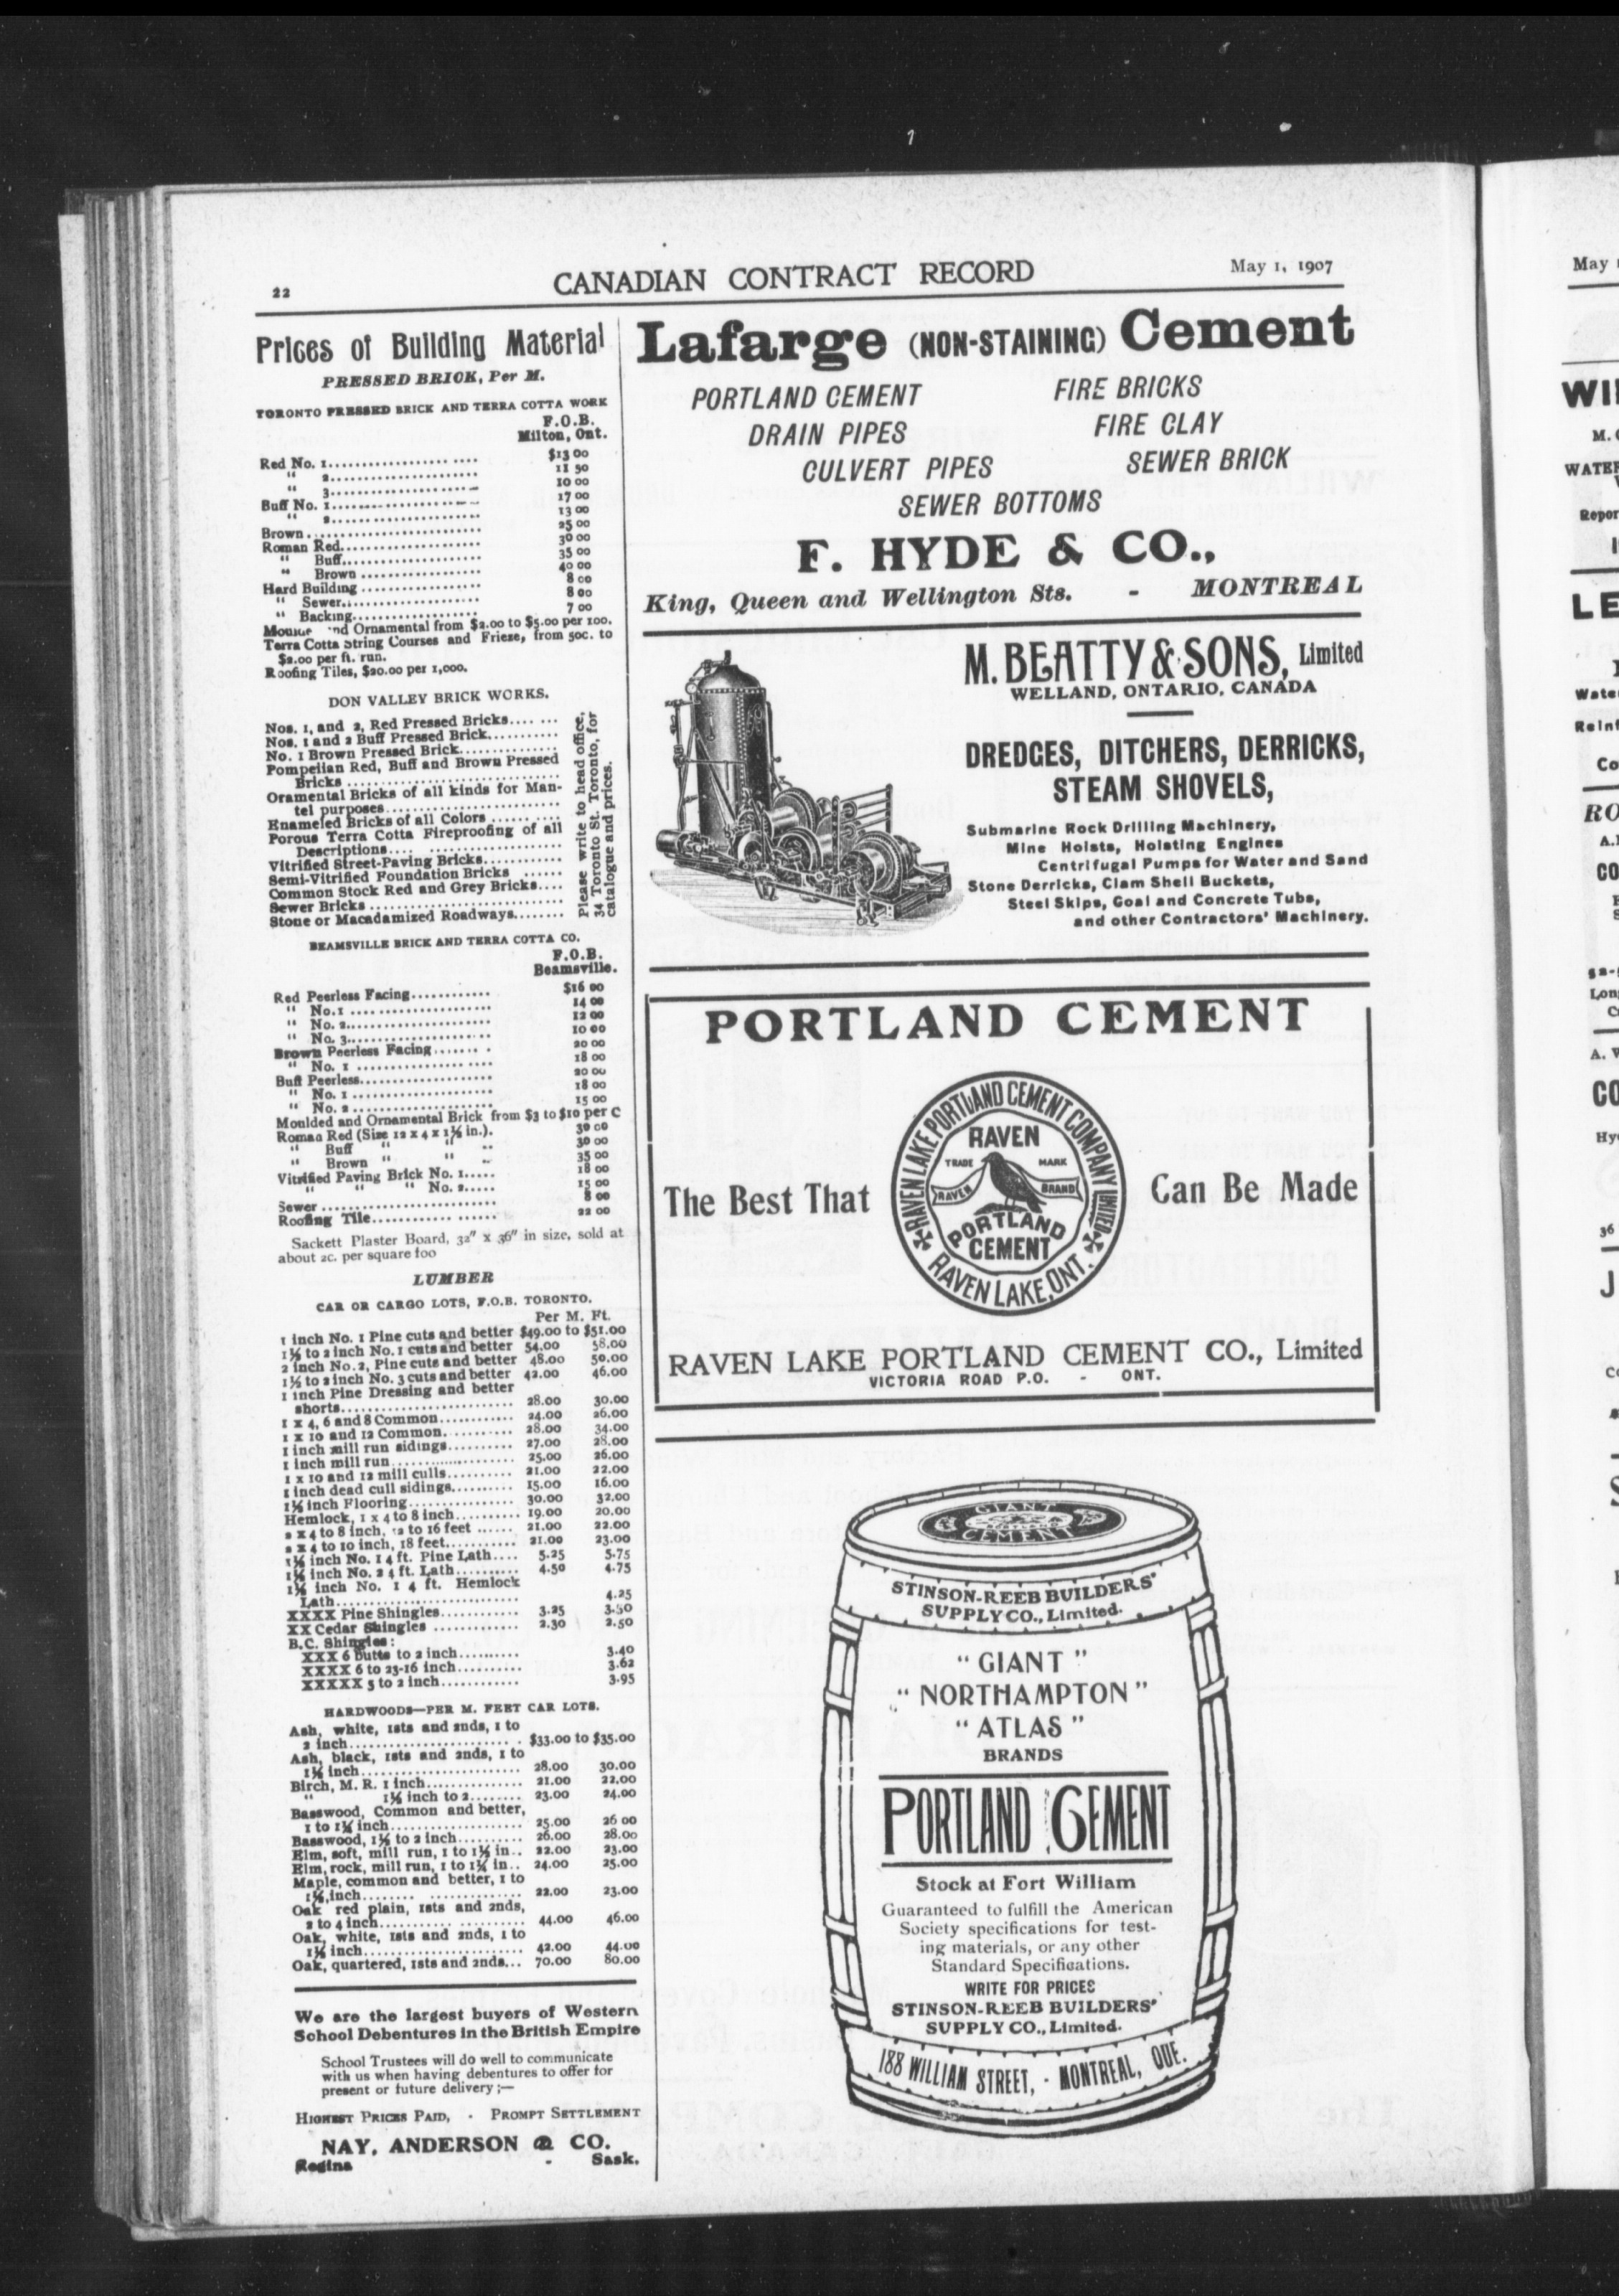 22
CANADIAN CONTRACT RECORD
May 1, 1907
Prices of Building Material
PRESSED BRICK, Per M.
TORONTO PRESSED BRICK AND TERRA COTTA WORK
F.O.B.
Milton, Ont.
Red No. 1.................. .... $13 00
" 2...................... 11 50
" 3...................... 10 00
Buff No. 1...................... 17 00
" 2...................... 13 00
Brown......................... 25 00
Roman Red.................... 30 00
" Buff.................... 35 00
" Brown .................. 40 00
Hard Building .................. 8 00
" Sewer.................... 8 00
" Backing................... 7 00
nd Ornamental from $2.00 to $5.00 per 100.
Terra Cotta String Courses and Frieze, from 50c. to
$2.00 per ft. run.
Roofing Tiles, $20.00 per 1,000.
DON VALLEY BRICK WORKS.
Nos. 1, and 2, Red Pressed Bricks.... ...
Nos. 1 and 2 Buff Pressed Brick..........
No. 1 Brown Pressed Brick..............
Pompeiian Red, Buff and Brown Pressed
Bricks ..............................
Oramental Bricks of all kinds for Man-
tel purposes........................
Enameled Bricks of all Colors ...... ....
Porous Terra Cotta Fireproofing of all
Descriptions.... ..................
Vitrified Street-Paving Bricks...........
Semi-Vitrified Foundation Bricks ......
Common Stock Red and Grey Bricks....
Sewer Bricks ..........................
Stone or Macadamized Roadways........
Please write to head office,
34 Toronto St. Toronto, for
catalogue and prices.
BEAMSVILLE BRICK AND TERRA COTTA CO.
F.O.B.
Beamsville.
Red Peerless Facing............ $16 00
" No. 1 ..................... 14 00
" No. 2...................... 12 00
" No. 3...................... 10 00
Brown Peerless Facing....... . 20 00
" No. 1 ................ .... 18 00
Buff Peerless.................... 20 00
" No. 1 ..................... 18 00
" No. 2 ..................... 15 00
Moulded and Ornamental Brick from $3 to $10 per C
Roman Red (Size 12 x 4 x 1½ in.). 30 00
" Buff " " .. 30 00
" Brown " " .. 35 00
Vitrified Paving Brick No. 1..... 18 00
" " " No. 2..... 15 00
Sewer .......................... 8 00
Roofing Tile............ ...... 22 00
Sackett Plaster Board, 32" x 36" in size, sold at
about 2c. per square foo
LUMBER
CAR OR CARGO LOTS, F.O.B. TORONTO.
Per M. Ft.
1 inch No. 1 Pine cuts and better $49.00 to $51.00
1½ to 2 inch No. 1 cuts and better 54.00 58.00
2 inch No. 2, Pine cuts and better 48.00 50.00
1½ to 2 inch No. 3 cuts and better 42.00 46.00
1 inch Pine Dressing and better
shorts.......................... 28.00 30.00
1 x 4, 6 and 8 Common............ 24.00 26.00
1 x 10 and 12 Common........... 28.00 34.00
1 inch mill run sidings.......... 27.00 28.00
1 inch mill run................... 25.00 26.00
1 x 10 and 12 mill culls.......... 21.00 22.00
1 inch dead cull sidings.......... 15.00 16.00
1½ inch Flooring................ 30.00 32.00
Hemlock, 1 x 4 to 8 inch.......... 19.00 20.00
2 x 4 to 8 inch, 12 to 16 feet ...... 21.00 22.00
2 x 4 to 10 inch, 18 feet........... 21.00 23.00
inch No. 1 4 ft. Pine Lath.... 5.25 5.75
inch No. 2 4 ft. Lath.......... 4.50 4.75
inch No. 1 4 ft. Hemlock
Lath............................ 4.25
XXXX Pine Shingles............ 3.25 3.50
XX Cedar Shingles ............. 2.30 2.50
B.C. Shingles:
XXX 6 butts to 2 inch.......... 3.40
XXXX 6 to 23-16 inch.......... 3.62
XXXXX 5 to 2 inch............ 3.95
HARDWOODS—PER M. FEET CAR LOTS.
Ash, white, 1sts and 2nds, 1 to
2 inch......................... . $33.00 to $35.00
Ash, black, 1sts and 2nds, 1 to
1½ inch........................ 28.00 30.00
Birch, M. R. 1 inch............... 21.00 22.00
" 1½ inch to 2........ 23.00 24.00
Basswood, Common and better,
1 to 1½ inch.................... 25.00 26 00
Basswood, 1½ to 2 inch.......... 26.00 28.00
Elm, soft, mill run, 1 to 1½ in.. 22.00 23.00
Elm, rock, mill run, 1 to 1½ in.. 24.00 25.00
Maple, common and better, 1 to
1½, inch........ .............. 22.00 23.00
Oak red plain, 1sts and 2nds,
2 to 4 inch........... .......... 44.00 46.00
Oak, white, 1sts and 2nds, 1 to
1½ inch........................ 42.00 44.00
Oak, quartered, 1sts and 2nds... 70.00 80.00
We are the largest buyers of Western
School Debentures in the British Empire
School Trustees will do well to communicate
with us when having debentures to offer for
present or future delivery ;—
HIGHEST PRICES PAID, - PROMPT SETTLEMENT
NAY, ANDERSON & CO.
Regina - Sask.
Lafarge (NON-STAINING) Cement
PORTLAND CEMENT FIRE BRICKS
DRAIN PIPES FIRE CLAY
CULVERT PIPES SEWER BRICK
SEWER BOTTOMS
F. HYDE & CO.,
King, Queen and Wellington Sts. - MONTREAL
M. BEATTY & SONS, Limited
WELLAND, ONTARIO, CANADA
DREDGES, DITCHERS, DERRICKS,
STEAM SHOVELS,
Submarine Rock Drilling Machinery,
Mine Hoists, Hoisting Engines
Centrifugal Pumps for Water and Sand
Stone Derricks, Clam Shell Buckets,
Steel Skips, Coal and Concrete Tubs,
and other Contractors' Machinery.
PORTLAND CEMENT
The Best That
RAVEN LAKE PORTLAND CEMENT COMPANY LIMITED
RAVEN
TRADE MARK
RAVEN BRAND
PORTLAND
CEMENT
RAVEN LAKE, ONT.
Can Be Made
RAVEN LAKE PORTLAND CEMENT CO., Limited
VICTORIA ROAD P.O. - ONT.
GIANT
PORTLAND
CEMENT
STINSON-REEB BUILDERS'
SUPPLY CO., Limited.
"GIANT"
"NORTHAMPTON"
"ATLAS"
BRANDS
PORTLAND CEMENT
Stock at Fort William
Guaranteed to fulfill the American
Society specifications for test-
ing materials, or any other
Standard Specifications.
WRITE FOR PRICES
STINSON-REEB BUILDERS'
SUPPLY CO., Limited.
188 WILLIAM STREET, - MONTREAL, QUE.
May